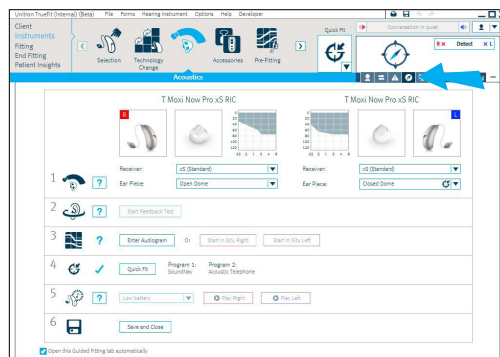 Unitron TrueFit (Internal) (Beta) File Forms Hearing Instrument Options Help Developer
Client
Instruments
Fitting
End Fitting
Patient Insights
Selection
Technology
Change
Accessories
Pre-Fitting
Quick Fit
Conversation in quiet
R X Detect X L
Acoustics
T Moxi Now Pro xS RIC T Moxi Now Pro xS RIC
R
L
Receiver: xS (Standard) Receiver: xS (Standard)
Ear Piece: Open Dome Ear Piece: Closed Dome
1 ?
2 ? Start Feedback Test
3 ? Enter Audiogram Or Start In Situ Right Start In Situ Left
4 Quick Fit Program 1: Program 2:
SoundNav Acoustic Telephone
5 ? Low battery Play Right Play Left
6 Save and Close
Open this Guided Fitting tab automatically